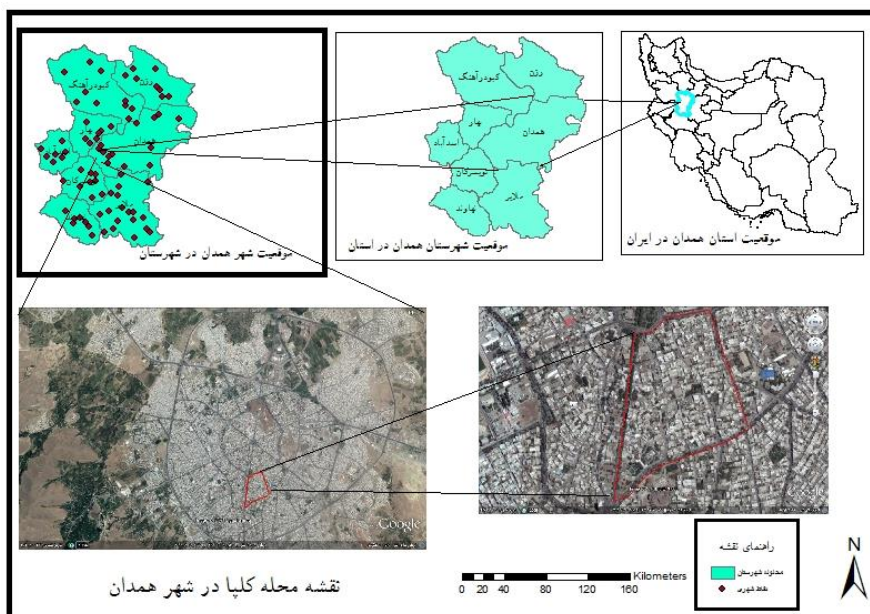 کبودرآهنگ
رزن
بهار
همدان
موقعیت شهر همدان در شهرستان
کبودرآهنگ
رزن
بهار
همدان
اسدآباد
تویسرکان
ملایر
نهاوند
موقعیت شهرستان همدان در استان
موقعیت استان همدان در ایران
Google
Google
نقشه محله کلپا در شهر همدان
Kilometers
0 20 40 80 120 160
راهنمای نقشه
محدوده شهرستان
نقاط شهری
N